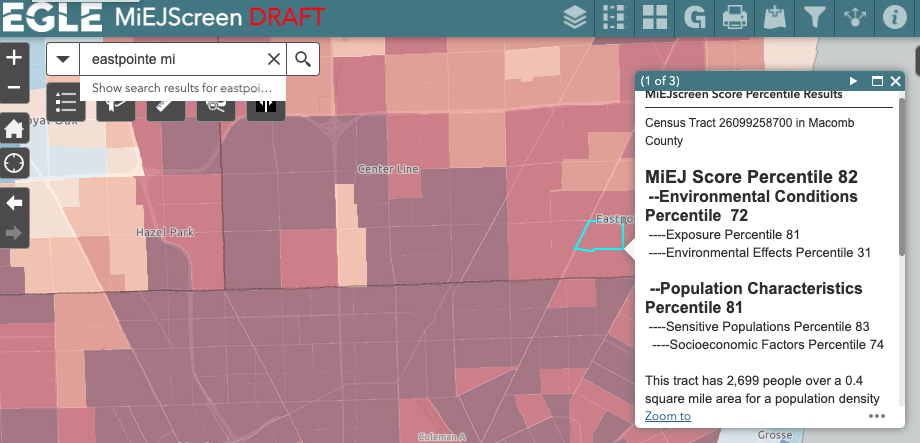 EGLE MiEJScreen DRAFT
eastpointe mi
Show search results for eastpoi...
(1 of 3)
MiEJscreen Score Percentile Results
Census Tract 26099258700 in Macomb
County
MiEJ Score Percentile 82
--Environmental Conditions
Percentile 72
----Exposure Percentile 81
----Environmental Effects Percentile 31
--Population Characteristics
Percentile 81
----Sensitive Populations Percentile 83
----Socioeconomic Factors Percentile 74
This tract has 2,699 people over a 0.4
square mile area for a population density
Zoom to
oyal Oak
Center Line
Eastpo
Hazel Park
Coleman A
Grosse